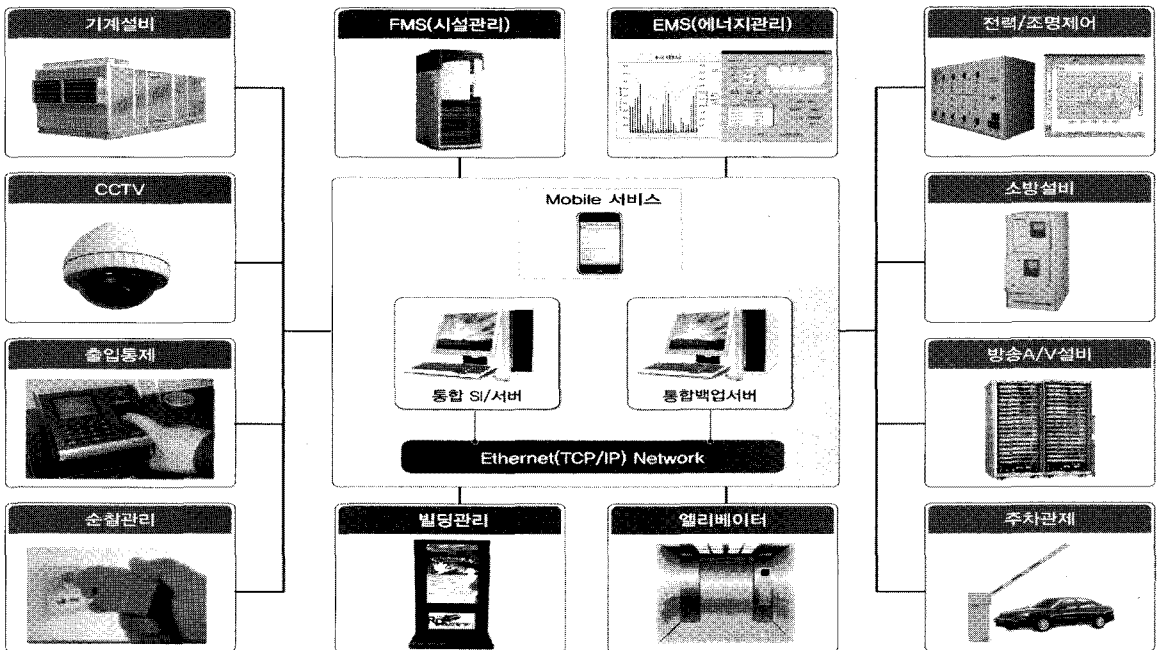 기계설비
FMS(시설관리)
EMS(에너지관리)
전력/조명제어
CCTV
Mobile 서비스
소방설비
출입통제
통합 SI/서버
통합백업서버
방송A/V설비
Ethernet(TCP/IP) Network
순찰관리
빌딩관리
엘리베이터
주차관제